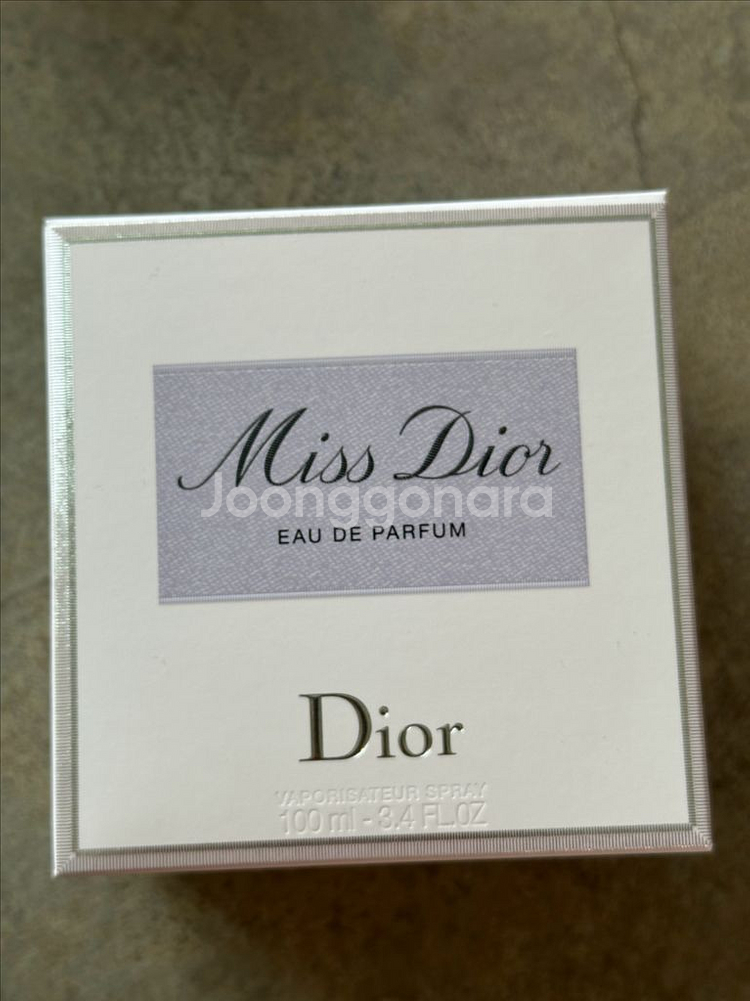 Miss Dior
Joonggonara
EAU DE PARFUM
Dior
VAPORISATEUR SPRAY
100 ml - 3.4 FL.OZ